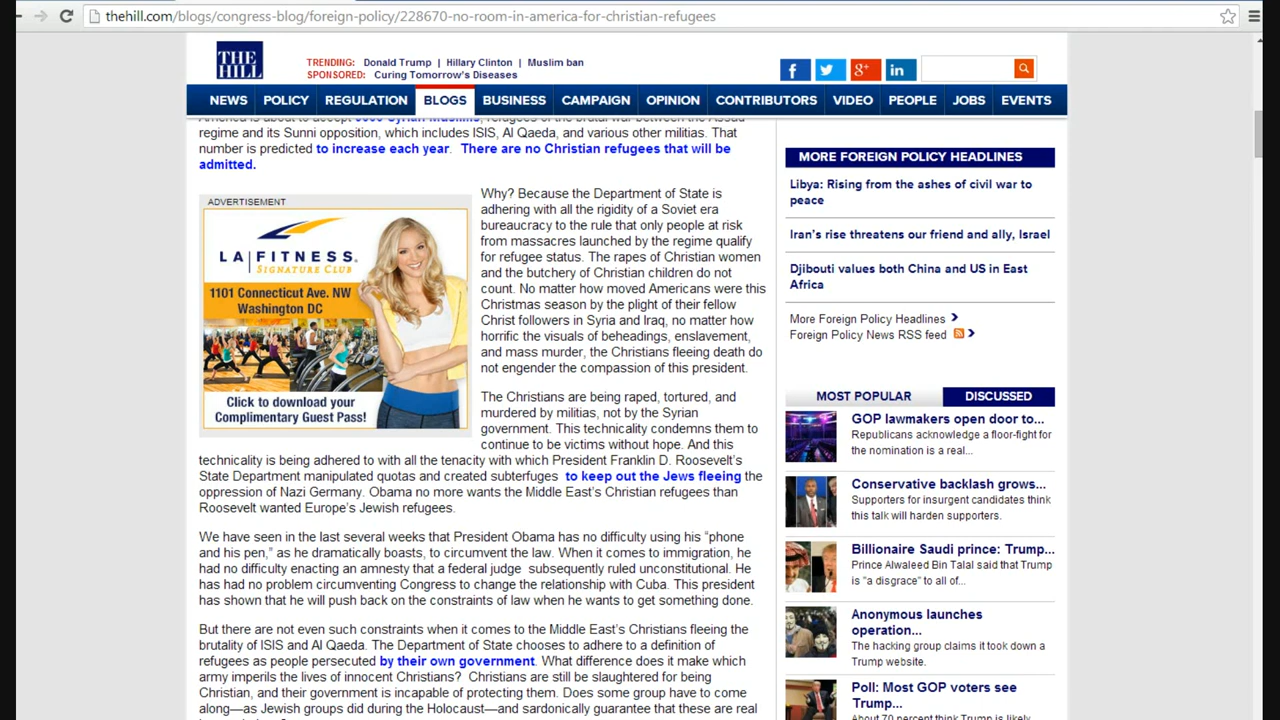 thehill.com/blogs/congress-blog/foreign-policy/228670-no-room-in-america-for-christian-refugees
THE HILL
TRENDING: Donald Trump | Hillary Clinton | Muslim ban
SPONSORED: Curing Tomorrow's Diseases
NEWS POLICY REGULATION BLOGS BUSINESS CAMPAIGN OPINION CONTRIBUTORS VIDEO PEOPLE JOBS EVENTS
regime and its Sunni opposition, which includes ISIS, Al Qaeda, and various other militias. That
number is predicted to increase each year. There are no Christian refugees that will be
admitted.
ADVERTISEMENT
LA|FITNESS.
SIGNATURE CLUB
1101 Connecticut Ave. NW
Washington DC
Click to download your
Complimentary Guest Pass!
Why? Because the Department of State is
adhering with all the rigidity of a Soviet era
bureaucracy to the rule that only people at risk
from massacres launched by the regime qualify
for refugee status. The rapes of Christian women
and the butchery of Christian children do not
count. No matter how moved Americans were this
Christmas season by the plight of their fellow
Christ followers in Syria and Iraq, no matter how
horrific the visuals of beheadings, enslavement,
and mass murder, the Christians fleeing death do
not engender the compassion of this president.
The Christians are being raped, tortured, and
murdered by militias, not by the Syrian
government. This technicality condemns them to
continue to be victims without hope. And this
technicality is being adhered to with all the tenacity with which President Franklin D. Roosevelt's
State Department manipulated quotas and created subterfuges to keep out the Jews fleeing the
oppression of Nazi Germany. Obama no more wants the Middle East's Christian refugees than
Roosevelt wanted Europe's Jewish refugees.
We have seen in the last several weeks that President Obama has no difficulty using his "phone
and his pen," as he dramatically boasts, to circumvent the law. When it comes to immigration, he
had no difficulty enacting an amnesty that a federal judge subsequently ruled unconstitutional. He
has had no problem circumventing Congress to change the relationship with Cuba. This president
has shown that he will push back on the constraints of law when he wants to get something done.
But there are not even such constraints when it comes to the Middle East's Christians fleeing the
brutality of ISIS and Al Qaeda. The Department of State chooses to adhere to a definition of
refugees as people persecuted by their own government. What difference does it make which
army imperils the lives of innocent Christians? Christians are still be slaughtered for being
Christian, and their government is incapable of protecting them. Does some group have to come
along—as Jewish groups did during the Holocaust—and sardonically guarantee that these are real
MORE FOREIGN POLICY HEADLINES
Libya: Rising from the ashes of civil war to
peace
Iran's rise threatens our friend and ally, Israel
Djibouti values both China and US in East
Africa
More Foreign Policy Headlines
Foreign Policy News RSS feed
MOST POPULAR DISCUSSED
GOP lawmakers open door to...
Republicans acknowledge a floor-fight for
the nomination is a real...
Conservative backlash grows...
Supporters for insurgent candidates think
this talk will harden supporters.
Billionaire Saudi prince: Trump...
Prince Alwaleed Bin Talal said that Trump
is "a disgrace" to all of...
Anonymous launches
operation...
The hacking group claims it took down a
Trump website.
Poll: Most GOP voters see
Trump...
About 70 percent think Trump is likely